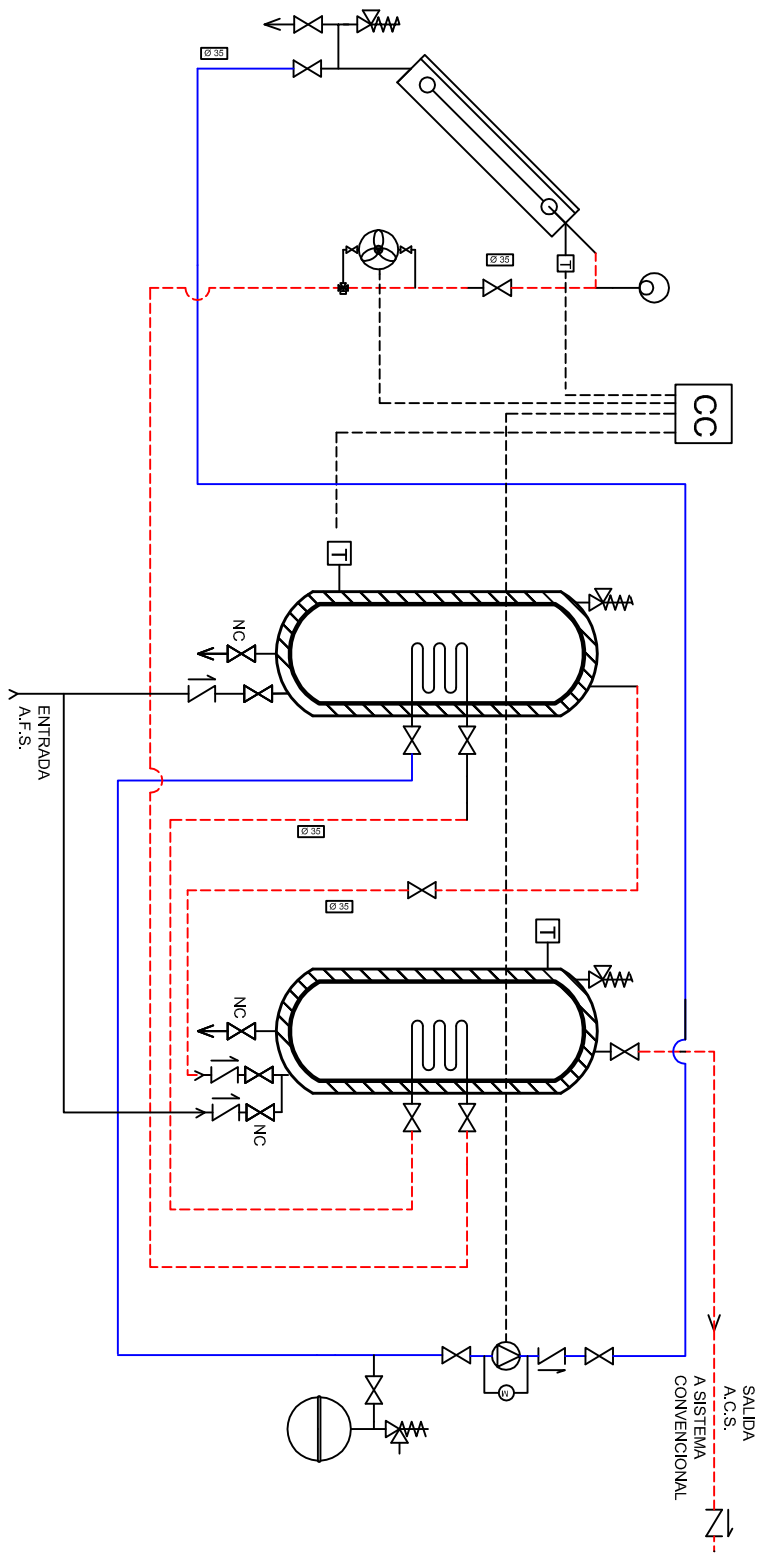 Ø 35
Ø 35
T
CC
T
NC
ENTRADA
A.F.S.
Ø 35
Ø 35
T
NC
NC
M
SALIDA
A.C.S.
A SISTEMA
CONVENCIONAL